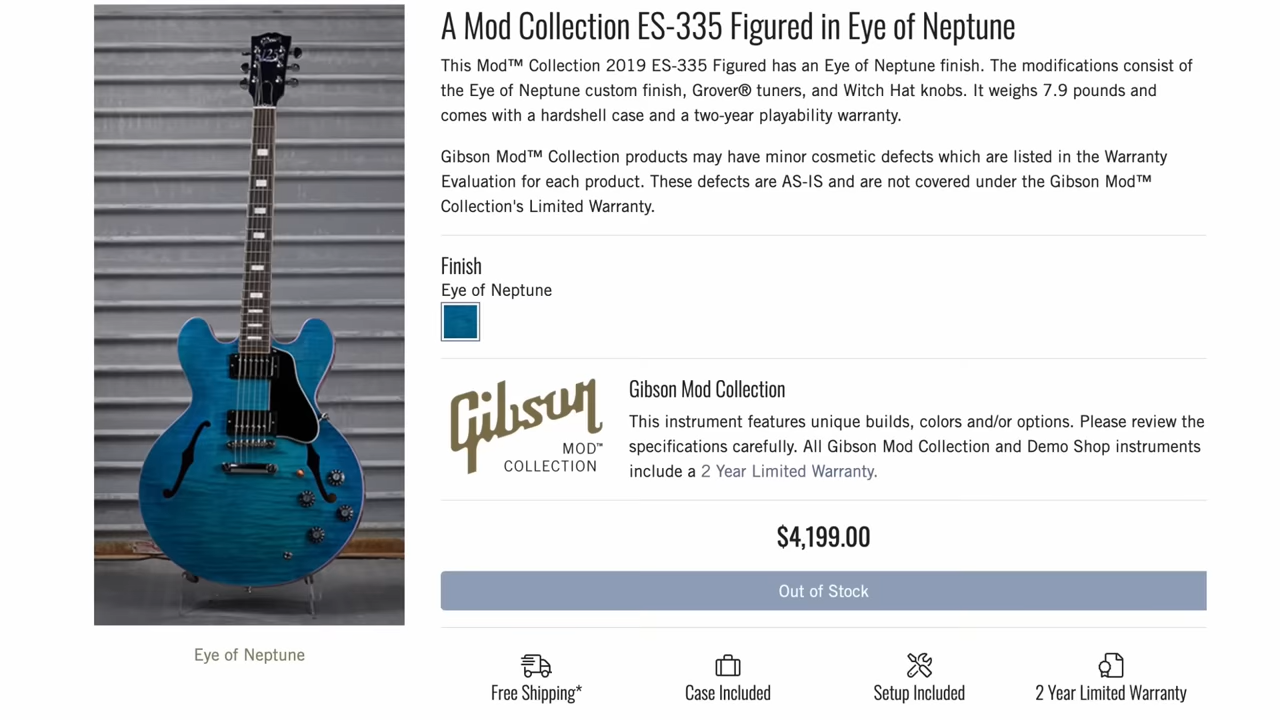 A Mod Collection ES-335 Figured in Eye of Neptune
This Mod™ Collection 2019 ES-335 Figured has an Eye of Neptune finish. The modifications consist of
the Eye of Neptune custom finish, Grover® tuners, and Witch Hat knobs. It weighs 7.9 pounds and
comes with a hardshell case and a two-year playability warranty.
Gibson Mod™ Collection products may have minor cosmetic defects which are listed in the Warranty
Evaluation for each product. These defects are AS-IS and are not covered under the Gibson Mod™
Collection's Limited Warranty.
Finish
Eye of Neptune
Gibson
MOD™
COLLECTION
Gibson Mod Collection
This instrument features unique builds, colors and/or options. Please review the
specifications carefully. All Gibson Mod Collection and Demo Shop instruments
include a 2 Year Limited Warranty.
$4,199.00
Out of Stock
Eye of Neptune
Free Shipping*
Case Included
Setup Included
2 Year Limited Warranty